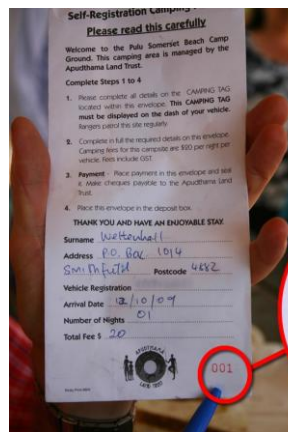 Self-Registration Camping
Please read this carefully
Welcome to the Pulu Somerset Beach Camp
Ground. This camping area is managed by the
Apudthama Land Trust.
Complete Steps 1 to 4
1. Please complete all details on the CAMPING TAG
located within this envelope. THIS CAMPING TAG
must be displayed on the dash of your vehicle.
Rangers patrol this site regularly.
2. Complete in full the required details on this envelope.
Camping fees for this campsite are $20 per night per
vehicle. Fees include GST.
3. Payment - Place payment in this envelope and seal
it. Make cheques payable to the Apudthama Land
Trust.
4. Place this envelope in the deposit box.
THANK YOU AND HAVE AN ENJOYABLE STAY
Surname Wettenhall
Address P.O. Box 1014
Smithfield Postcode 4682
Vehicle Registration
Arrival Date 12/10/09
Number of Nights 01
Total Fee $ 20
APUDTHAMA
LAND TRUST
001